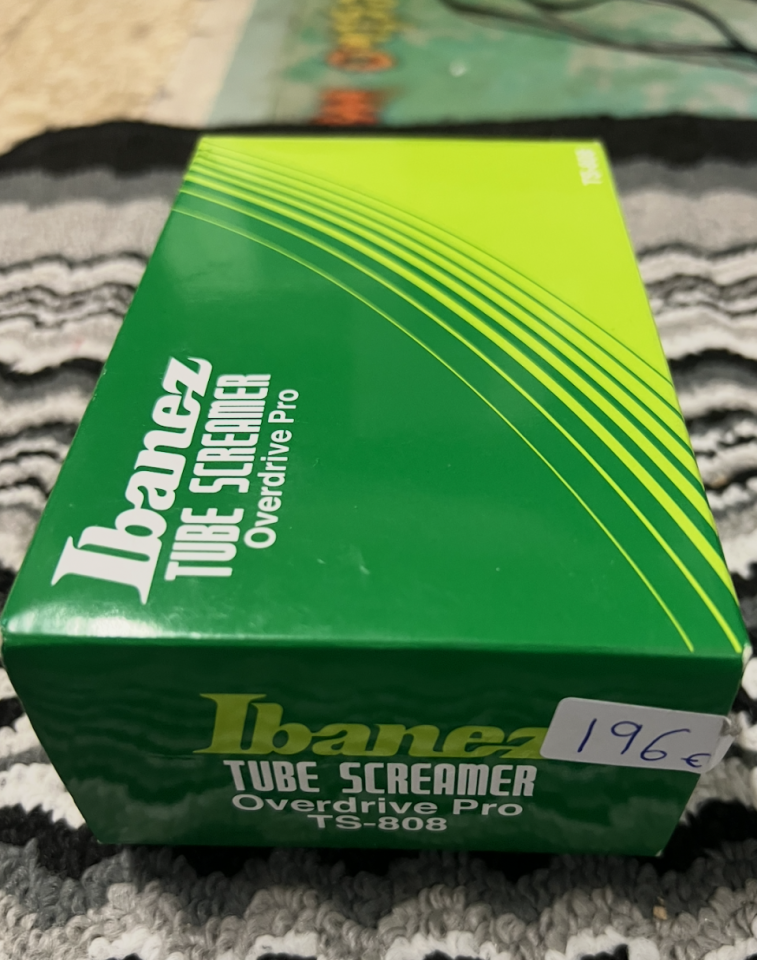 TS-808
Ibanez
TUBE SCREAMER
Overdrive Pro
Ibanez
TUBE SCREAMER
Overdrive Pro
TS-808
196€